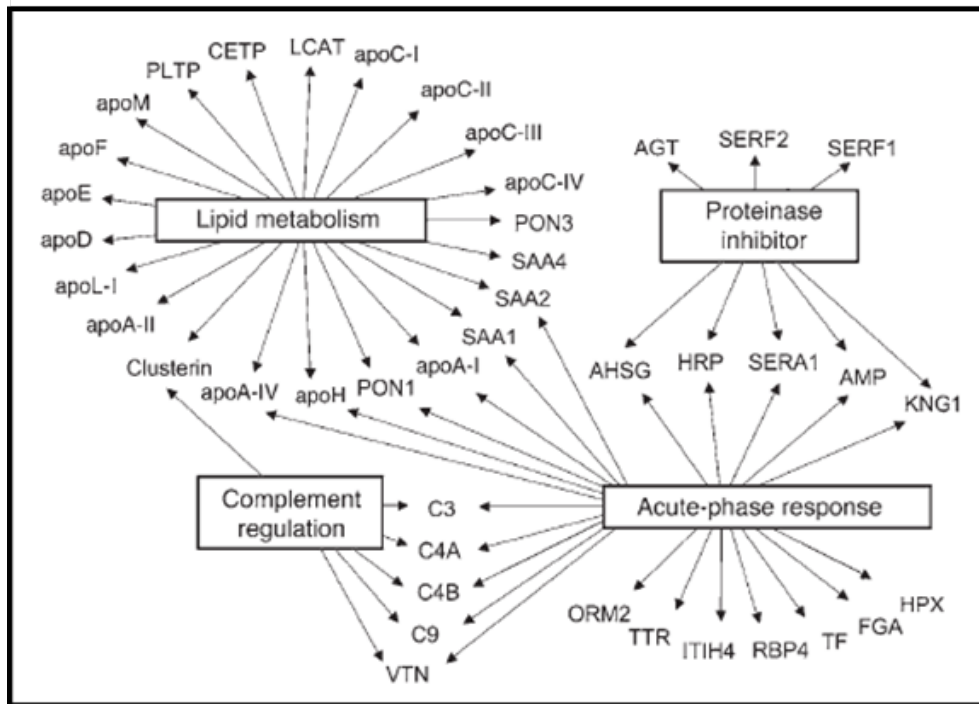 LCAT
CETP
apoC-I
PLTP
apoC-II
apoM
apoC-III
SERF2
AGT
SERF1
apoF
apoC-IV
apoE
Lipid metabolism
PON3
Proteinase
inhibitor
apoD
SAA4
apoL-I
SAA2
apoA-II
SAA1
Clusterin
apoA-I
HRP
SERA1
AHSG
AMP
apoA-IV
apoH
PON1
KNG1
Complement
regulation
C3
Acute-phase response
C4A
C4B
ORM2
HPX
C9
TTR
ITIH4
RBP4
TF
FGA
VTN